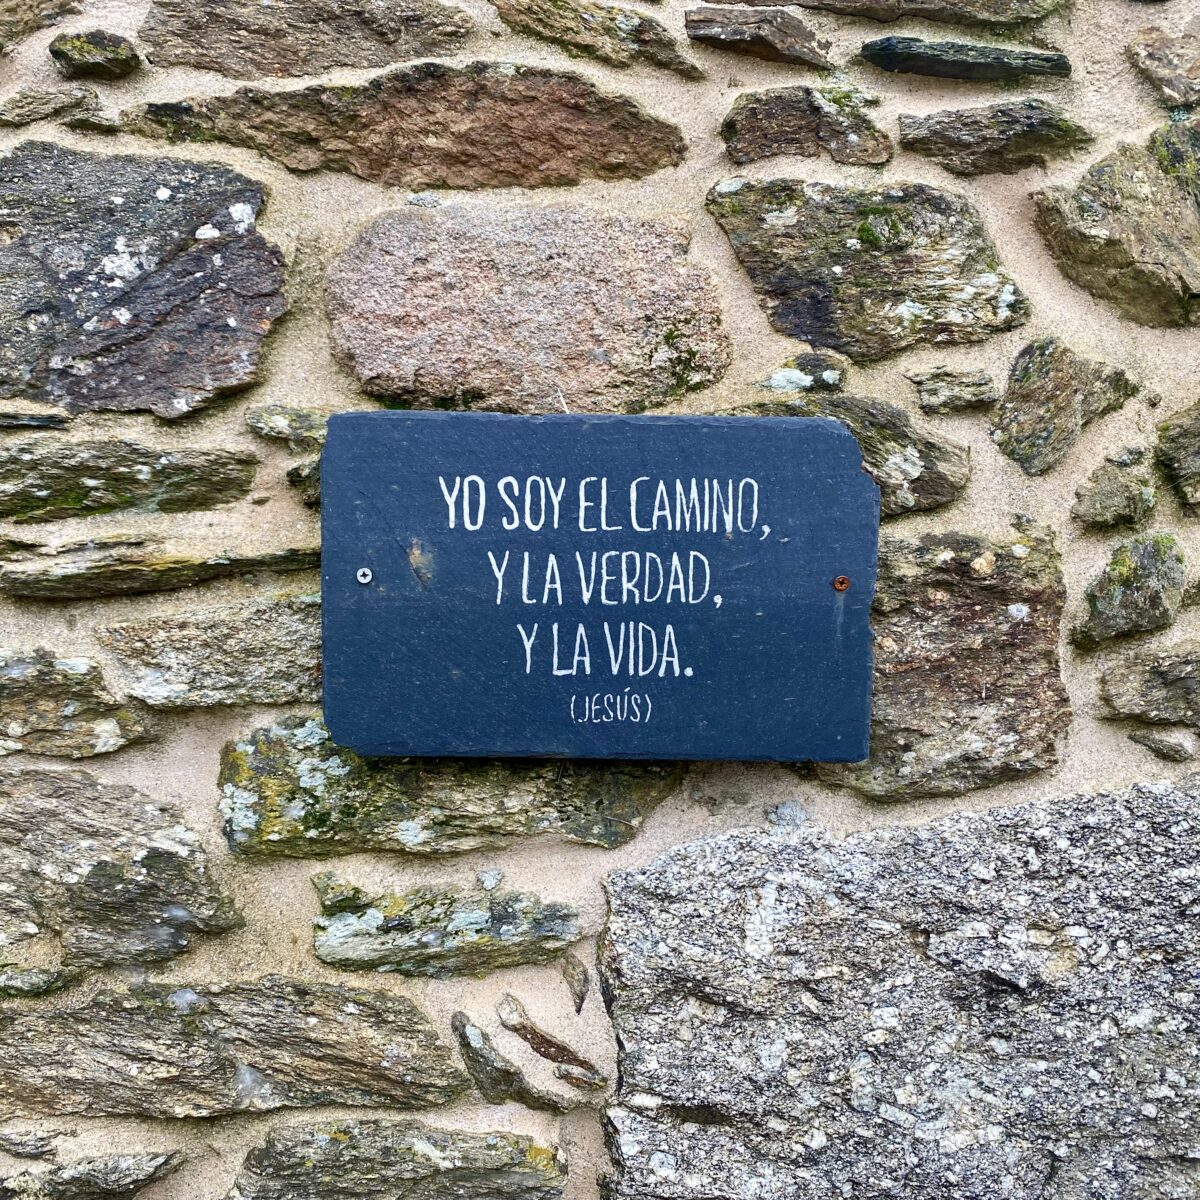 YO SOY EL CAMINO,
Y LA VERDAD,
Y LA VIDA.
(JESÚS)